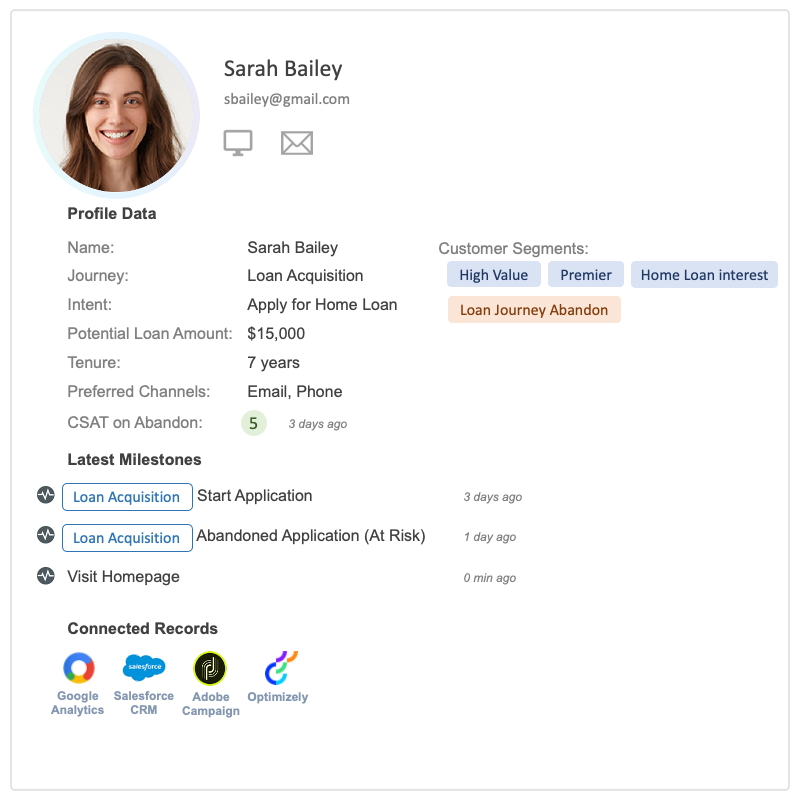 Sarah Bailey
sbailey@gmail.com
Profile Data
Name: Sarah Bailey
Journey: Loan Acquisition
Intent: Apply for Home Loan
Potential Loan Amount: $15,000
Tenure: 7 years
Preferred Channels: Email, Phone
CSAT on Abandon: 5 3 days ago
Customer Segments:
High Value Premier Home Loan interest
Loan Journey Abandon
Latest Milestones
Loan Acquisition Start Application 3 days ago
Loan Acquisition Abandoned Application (At Risk) 1 day ago
Visit Homepage 0 min ago
Connected Records
salesforce
Google Analytics
Salesforce CRM
Adobe Campaign
Optimizely